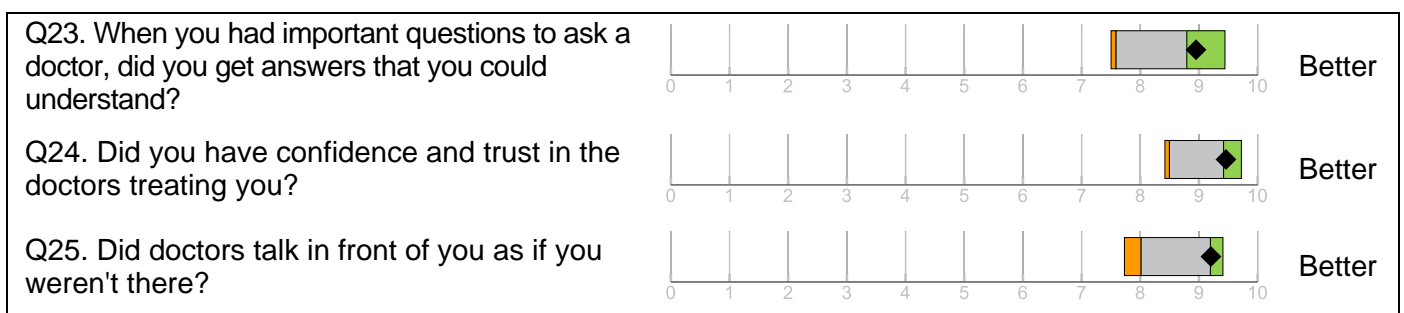 Q23. When you had important questions to ask a
doctor, did you get answers that you could
understand?
Better
0 1 2 3 4 5 6 7 8 9 10
Q24. Did you have confidence and trust in the
doctors treating you?
Better
0 1 2 3 4 5 6 7 8 9 10
Q25. Did doctors talk in front of you as if you
weren't there?
Better
0 1 2 3 4 5 6 7 8 9 10